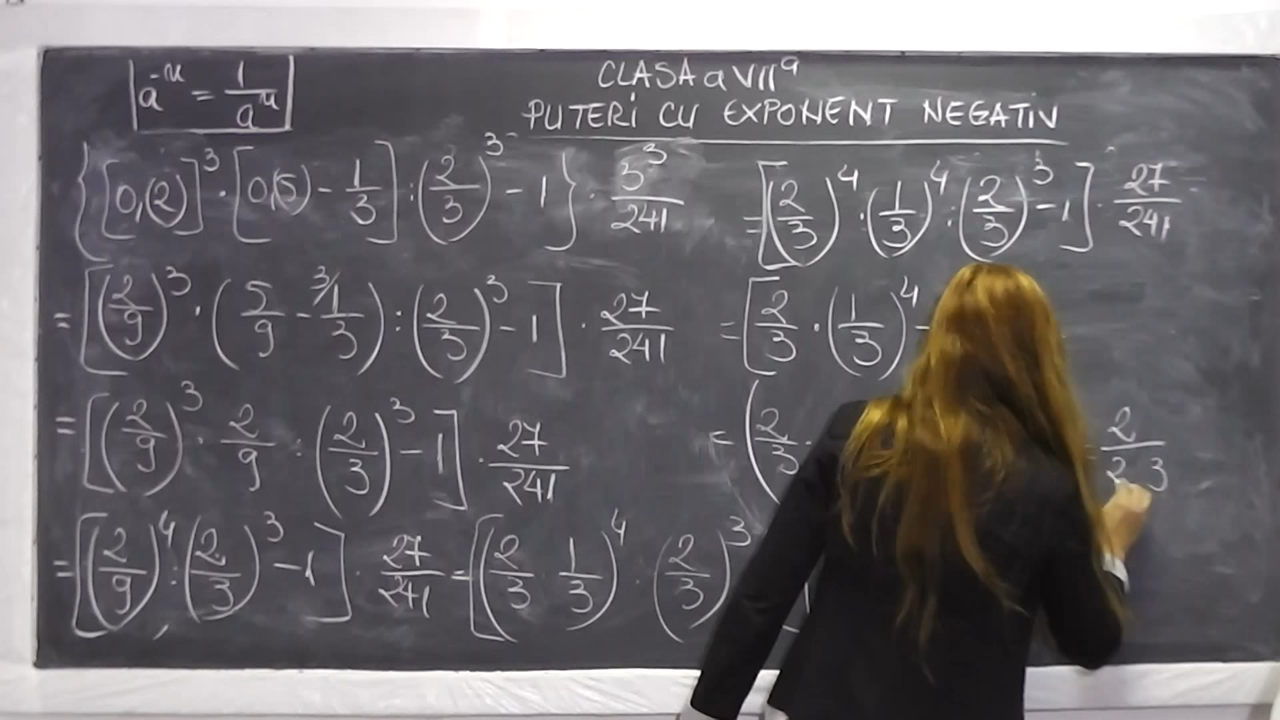 a^-n = 1/a^n
CLASA a VII^a
PUTERI CU EXPONENT NEGATIV
{[0,(2)]^3 · [0,(5) - 1/3] : (2/3)^3 - 1} · 3^3/241
= [(2/9)^3 · (5/9 - ^3/1/3) : (2/3)^3 - 1] · 27/241
= [(2/9)^3 · 2/9 : (2/3)^3 - 1] · 27/241
= [(2/9)^4 : (2/3)^3 - 1] · 27/241 = [(2/3 · 1/3)^4 : (2/3)^3
= [(2/3)^4 · (1/3)^4 : (2/3)^3 - 1] · 27/241
= [2/3 · (1/3)^4 -
= (2/3 ·